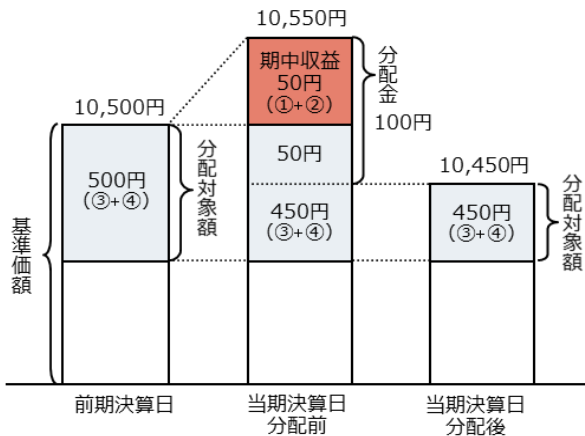 10,550円
期中収益
50円
(①+②)
分配金
100円
10,500円
500円
(③+④)
分配対象額
50円
450円
(③+④)
10,450円
450円
(③+④)
分配対象額
基準価額
前期決算日
当期決算日
分配前
当期決算日
分配後